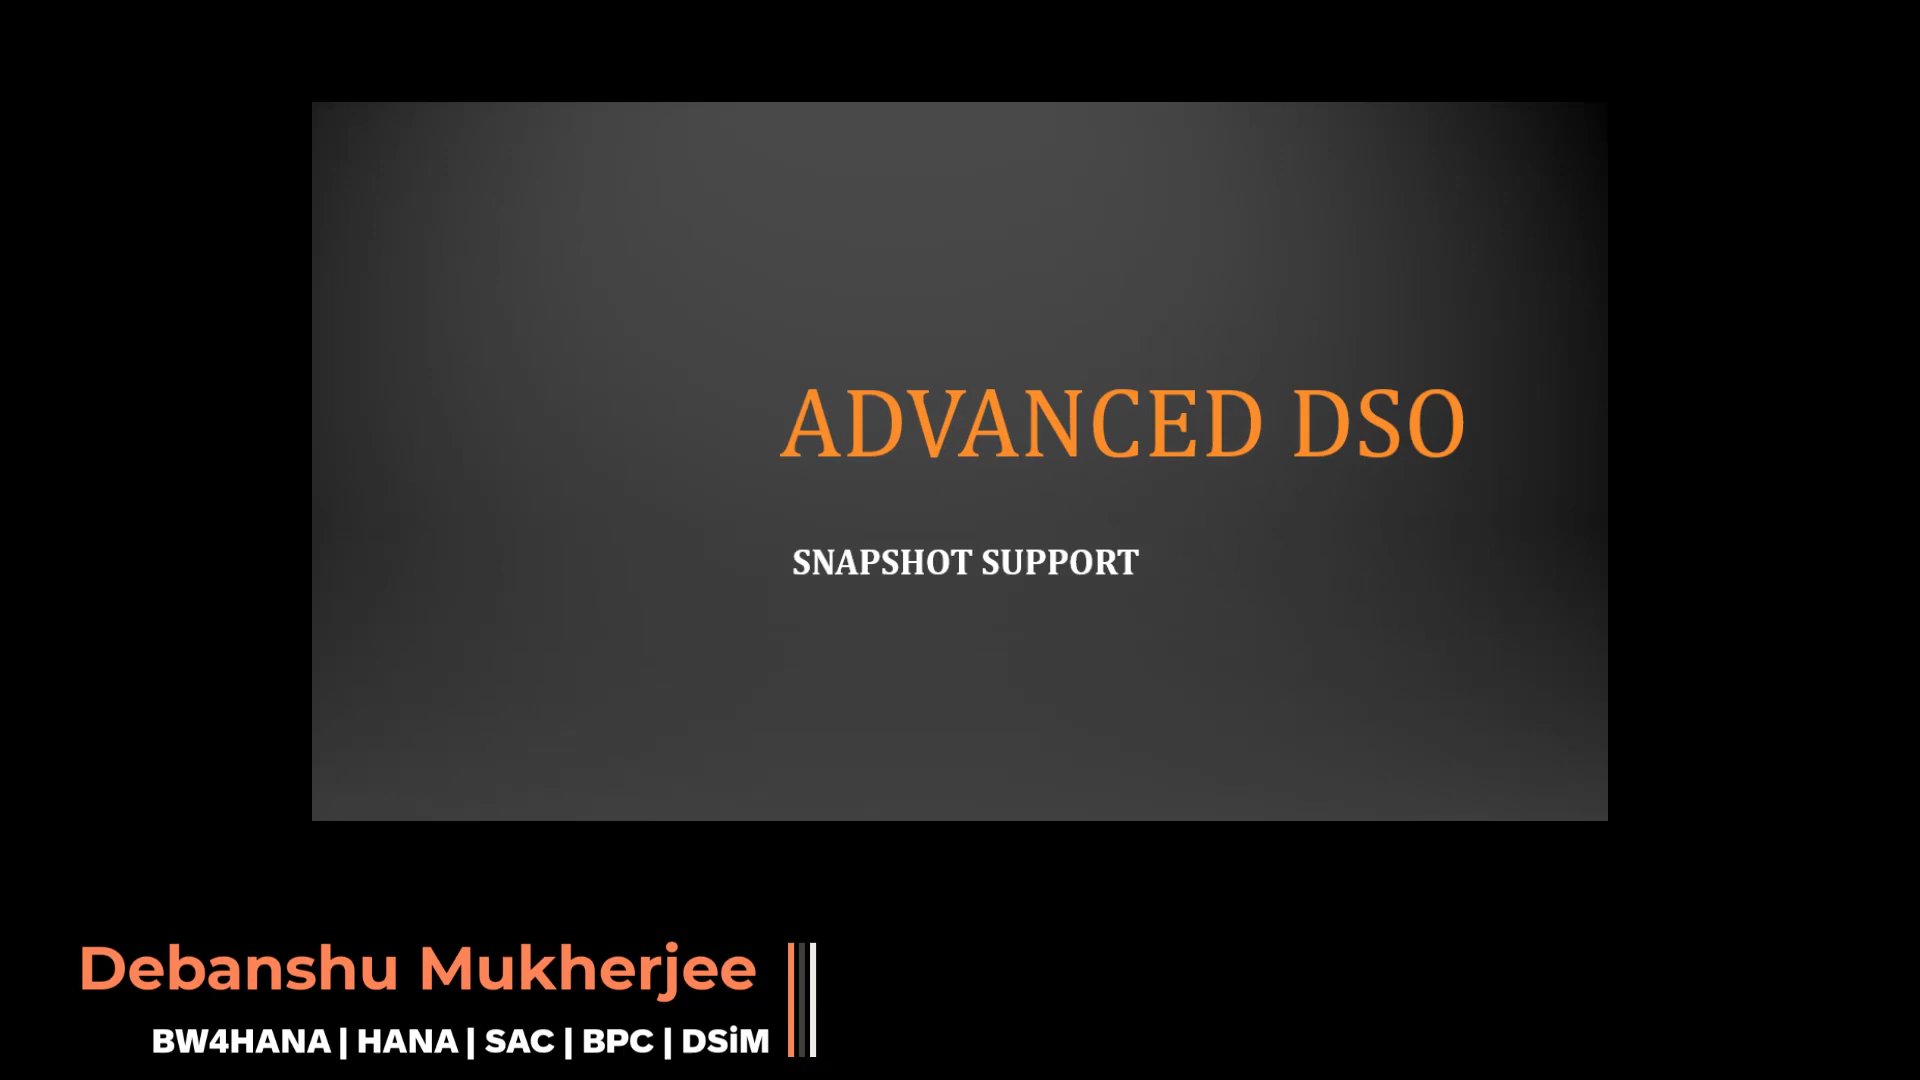 ADVANCED DSO
SNAPSHOT SUPPORT
Debanshu Mukherjee
BW4HANA | HANA | SAC | BPC | DSiM